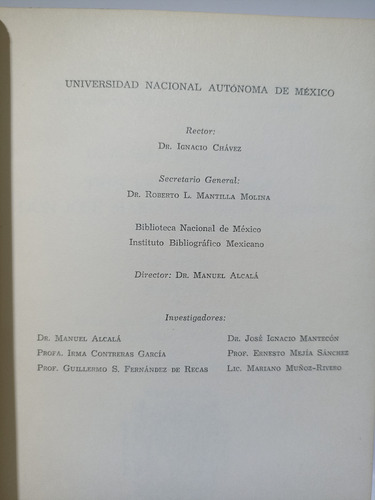 UNIVERSIDAD NACIONAL AUTÓNOMA DE MÉXICO
Rector:
DR. IGNACIO CHÁVEZ
Secretario General:
DR. ROBERTO L. MANTILLA MOLINA
Biblioteca Nacional de México
Instituto Bibliográfico Mexicano
Director: DR. MANUEL ALCALÁ
Investigadores:
DR. MANUEL ALCALÁ
PROFA. IRMA CONTRERAS GARCÍA
PROF. GUILLERMO S. FERNÁNDEZ DE RECAS
DR. JOSÉ IGNACIO MANTECÓN
PROF. ERNESTO MEJÍA SÁNCHEZ
LIC. MARIANO MUÑOZ-RIVERO